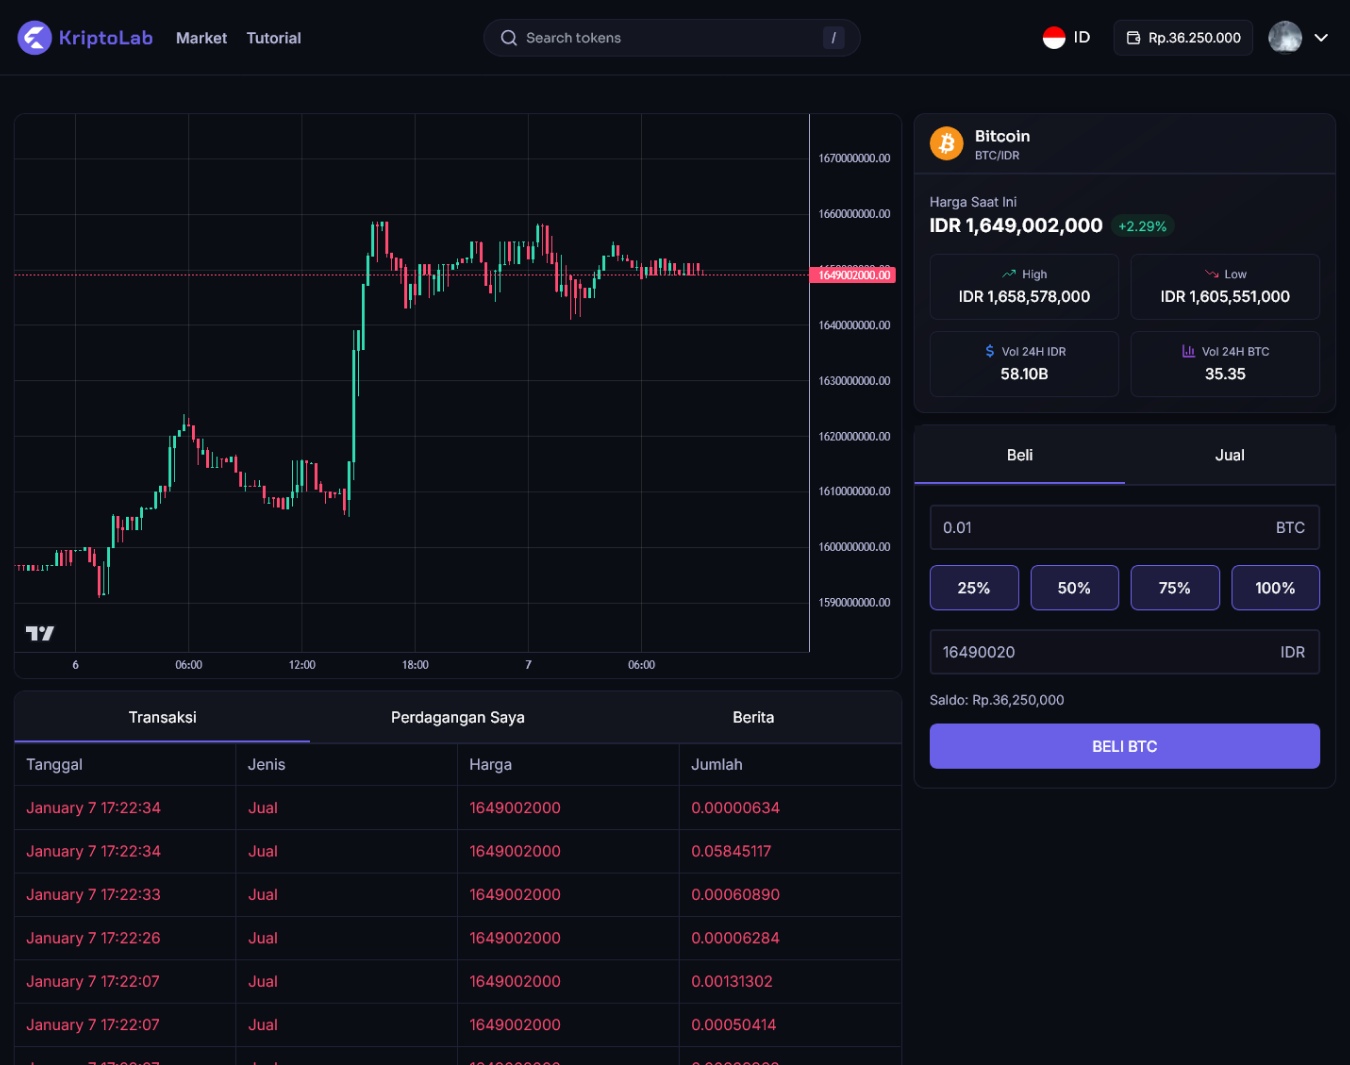 KriptoLab Market Tutorial
Search tokens /
ID Rp.36.250.000
1670000000.00
1660000000.00
1649002000.00
1640000000.00
1630000000.00
1620000000.00
1610000000.00
1600000000.00
1590000000.00
6 06:00 12:00 18:00 7 06:00
Bitcoin
BTC/IDR
Harga Saat Ini
IDR 1,649,002,000 +2.29%
High
IDR 1,658,578,000
Low
IDR 1,605,551,000
Vol 24H IDR
58.10B
Vol 24H BTC
35.35
Beli Jual
0.01 BTC
25% 50% 75% 100%
16490020 IDR
Saldo: Rp.36,250,000
BELI BTC
Transaksi Perdagangan Saya Berita
Tanggal Jenis Harga Jumlah
January 7 17:22:34 Jual 1649002000 0.00000634
January 7 17:22:34 Jual 1649002000 0.05845117
January 7 17:22:33 Jual 1649002000 0.00060890
January 7 17:22:26 Jual 1649002000 0.00006284
January 7 17:22:07 Jual 1649002000 0.00131302
January 7 17:22:07 Jual 1649002000 0.00050414